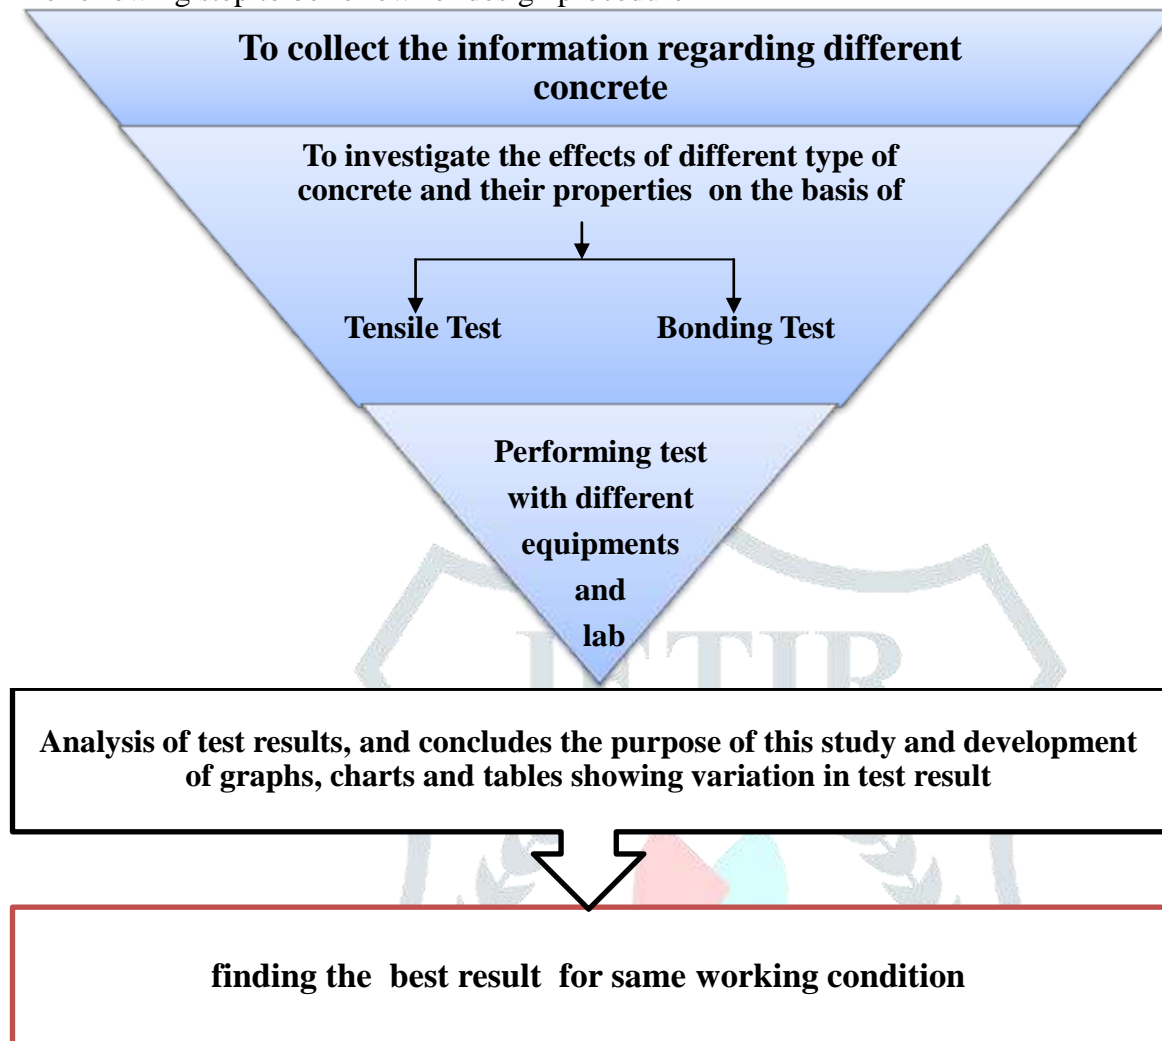 To collect the information regarding different
concrete
To investigate the effects of different type of
concrete and their properties on the basis of
Tensile Test
Bonding Test
Performing test
with different
equipments
and
lab
JETIR
Analysis of test results, and concludes the purpose of this study and development
of graphs, charts and tables showing variation in test result
finding the best result for same working condition